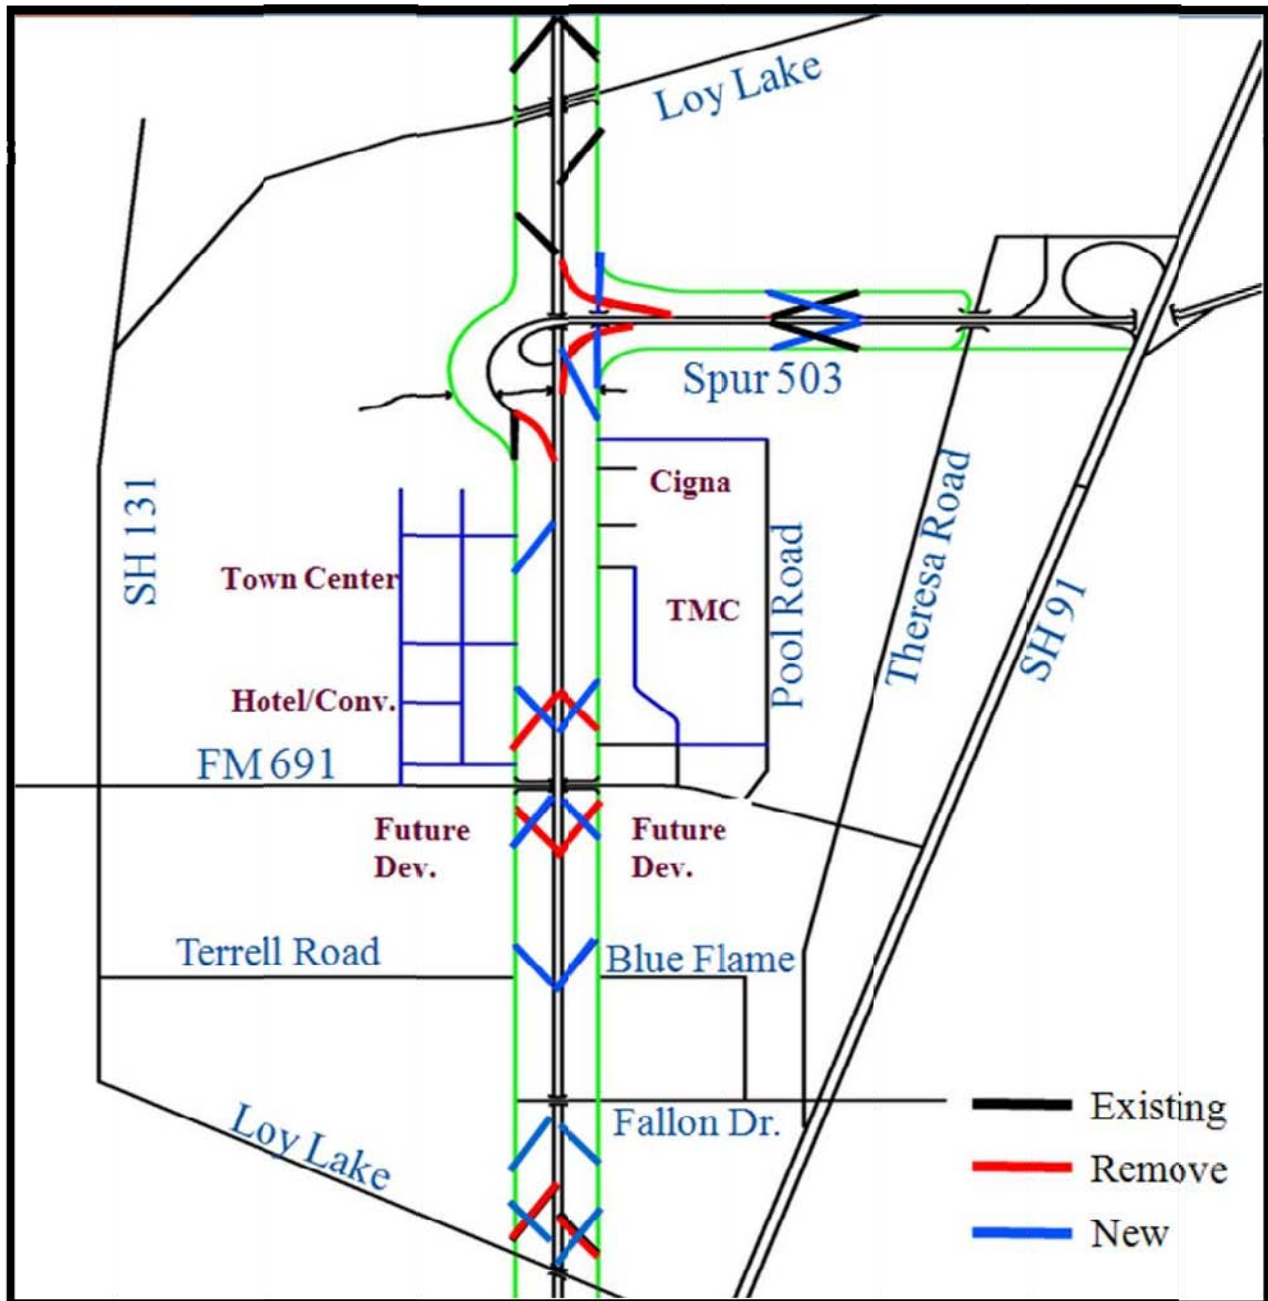 Loy Lake
Spur 503
SH 131
Cigna
Town Center
TMC
Pool Road
Theresa Road
SH 91
Hotel/Conv.
FM 691
Future
Dev.
Future
Dev.
Terrell Road
Blue Flame
Fallon Dr.
Loy Lake
Existing
Remove
New